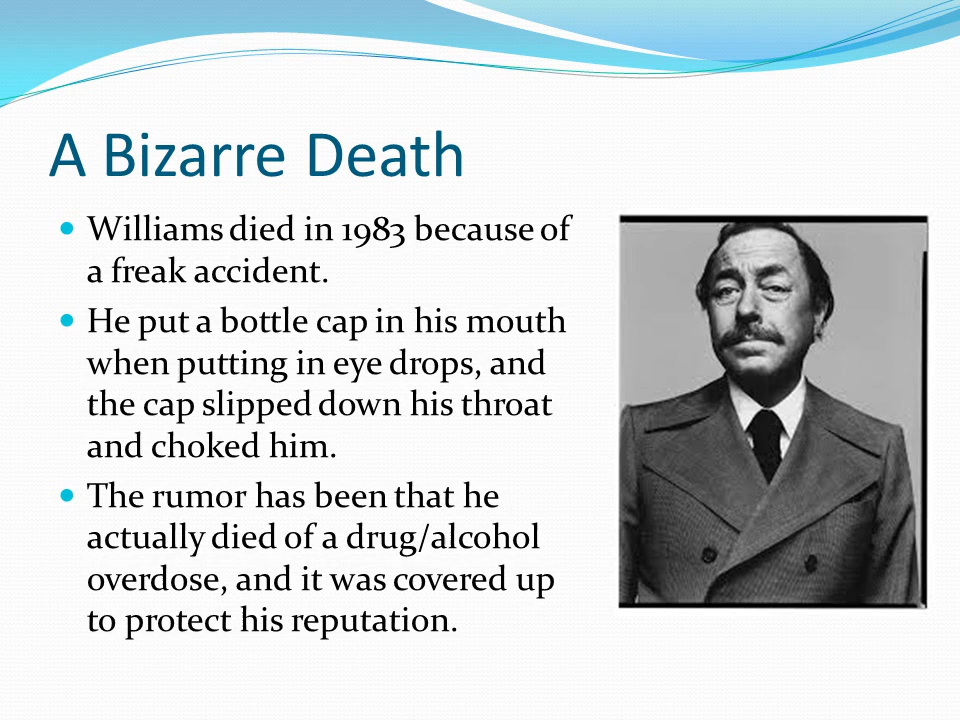 A Bizarre Death
Williams died in 1983 because of
a freak accident.
He put a bottle cap in his mouth
when putting in eye drops, and
the cap slipped down his throat
and choked him.
The rumor has been that he
actually died of a drug/alcohol
overdose, and it was covered up
to protect his reputation.